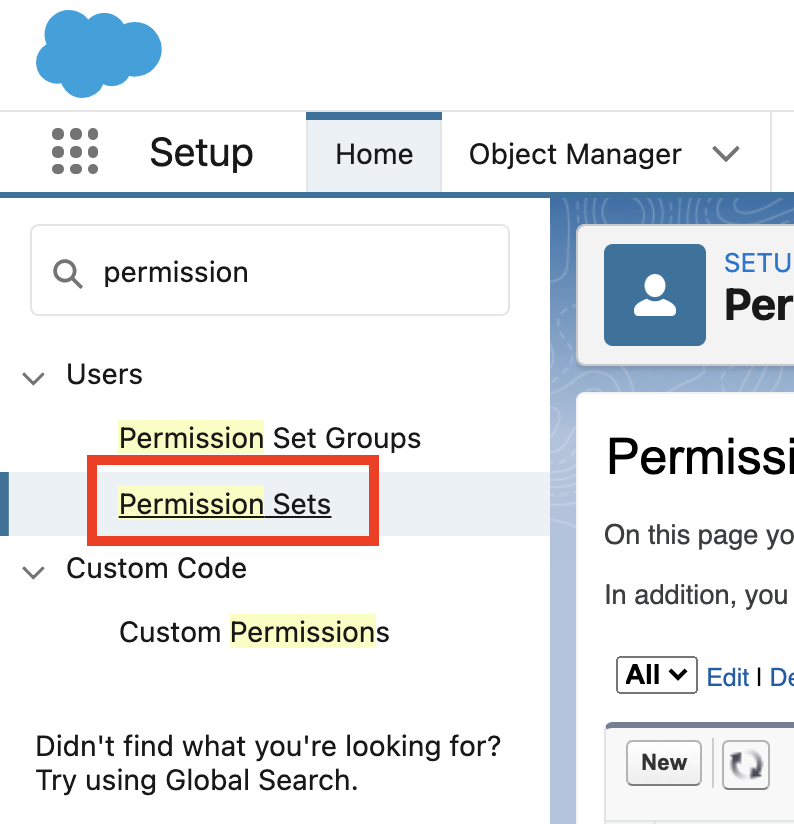 Setup
Home
Object Manager
permission
Users
Permission Set Groups
Permission Sets
Custom Code
Custom Permissions
Didn't find what you're looking for?
Try using Global Search.
SETU
Per
Permissi
On this page yo
In addition, you
All Edit | De
New